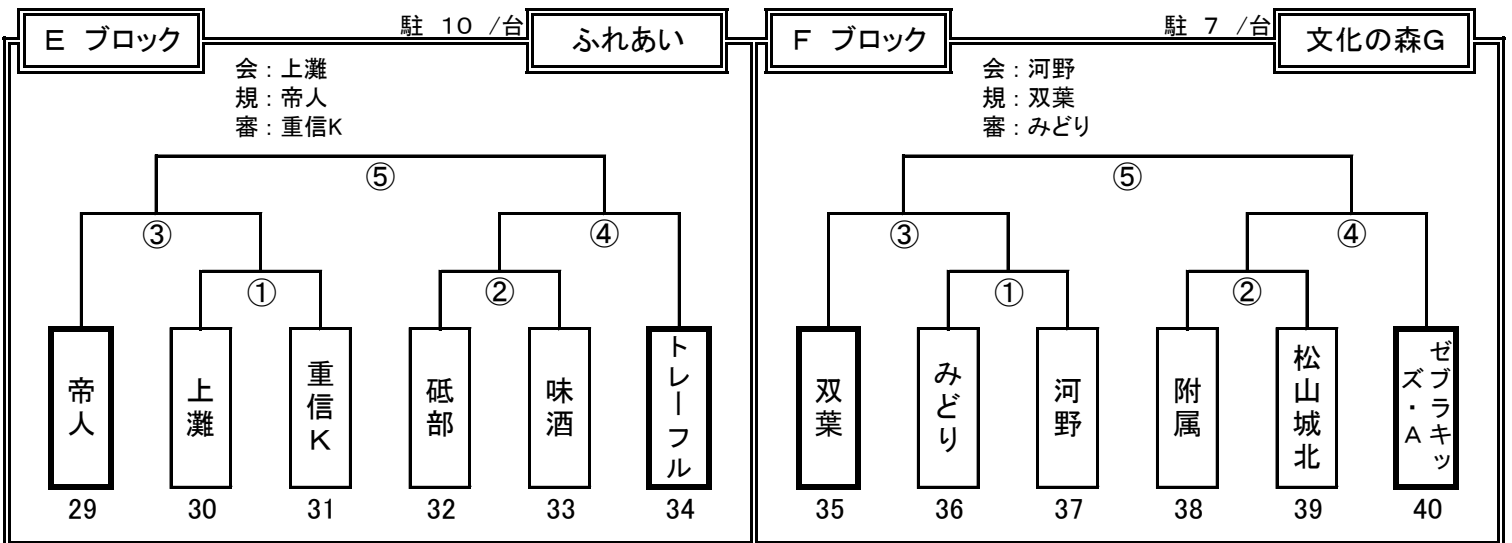 E ブロック
駐 10 /台
ふれあい
会：上灘
規：帝人
審：重信K
⑤
③
④
①
②
帝人
上灘
重信K
砥部
味酒
トレーフル
29
30
31
32
33
34
F ブロック
駐 7 /台
文化の森G
会：河野
規：双葉
審：みどり
⑤
③
④
①
②
双葉
みどり
河野
附属
松山城北
ゼブラキッ
ズ・A
35
36
37
38
39
40